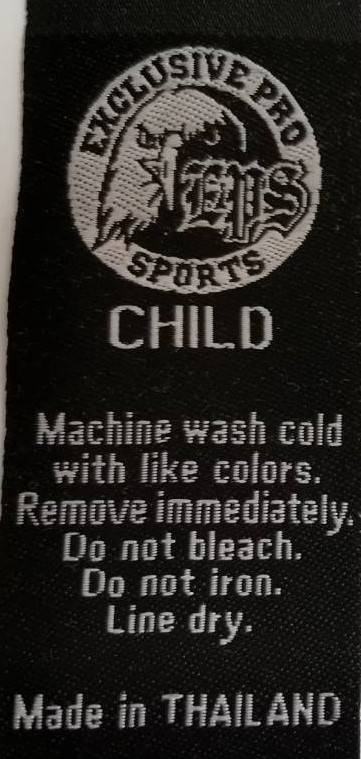 EXCLUSIVE PRO
EPS
SPORTS
CHILD
Machine wash cold
with like colors.
Remove immediately.
Do not bleach.
Do not iron.
Line dry.
Made in THAILAND